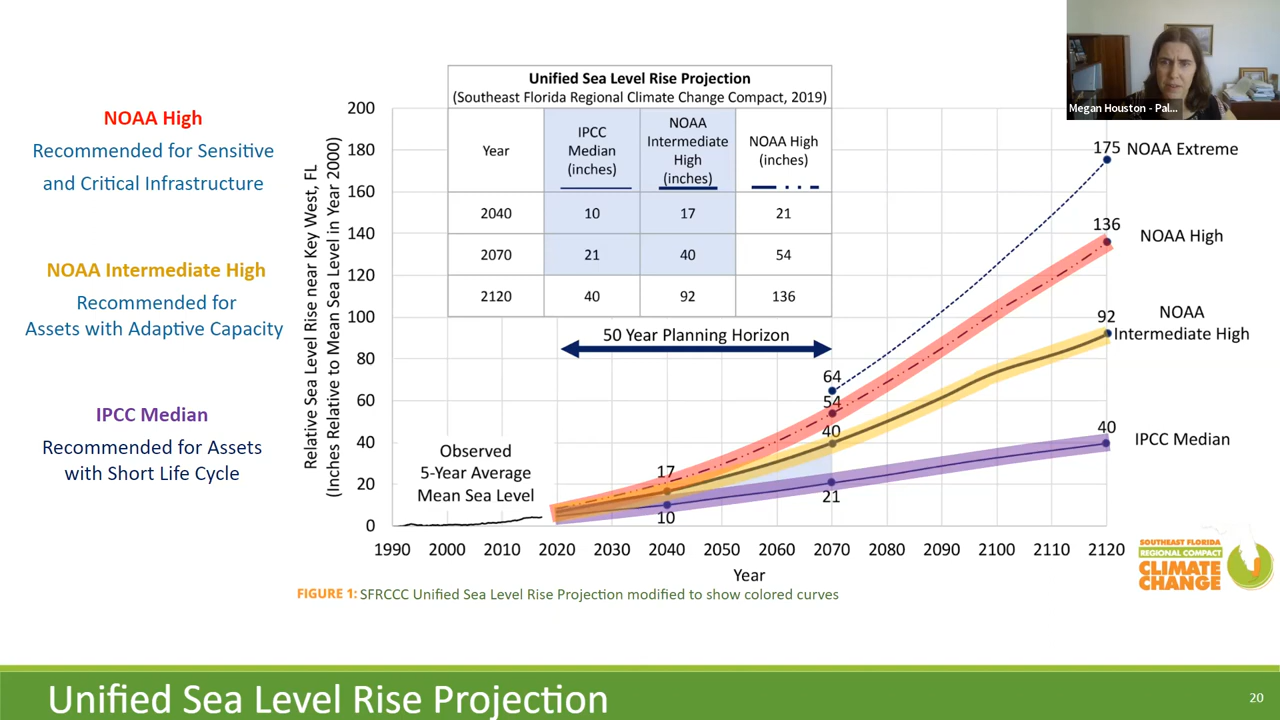 Megan Houston - Pal...
Unified Sea Level Rise Projection
(Southeast Florida Regional Climate Change Compact, 2019)
Year
IPCC
Median
(inches)
NOAA
Intermediate
High
(inches)
NOAA High
(inches)
2040 10 17 21
2070 21 40 54
2120 40 92 136
NOAA High
Recommended for Sensitive
and Critical Infrastructure
NOAA Intermediate High
Recommended for
Assets with Adaptive Capacity
IPCC Median
Recommended for Assets
with Short Life Cycle
Relative Sea Level Rise near Key West, FL
(Inches Relative to Mean Sea Level in Year 2000)
200
180
160
140
120
100
80
60
40
20
0
50 Year Planning Horizon
Observed
5-Year Average
Mean Sea Level
17
10
64
54
40
21
175
NOAA Extreme
136
NOAA High
92
NOAA
Intermediate High
40
IPCC Median
1990 2000 2010 2020 2030 2040 2050 2060 2070 2080 2090 2100 2110 2120
Year
FIGURE 1: SFRCCC Unified Sea Level Rise Projection modified to show colored curves
SOUTHEAST FLORIDA
REGIONAL COMPACT
CLIMATE
CHANGE
Unified Sea Level Rise Projection
20